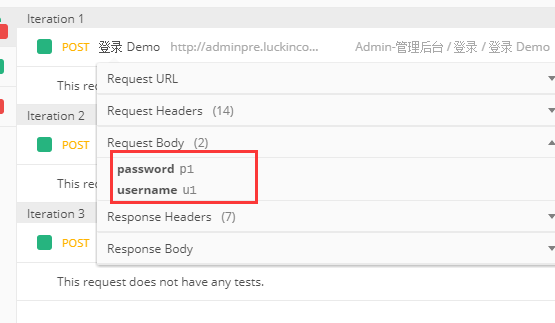 Iteration 1
POST 登录 Demo http://adminpre.luckinco... Admin-管理后台 / 登录 / 登录 Demo
This req
Request URL
Request Headers (14)
Iteration 2
Request Body (2)
POST
password p1
This req
username u1
Iteration 3
Response Headers (7)
POST
Response Body
This request does not have any tests.